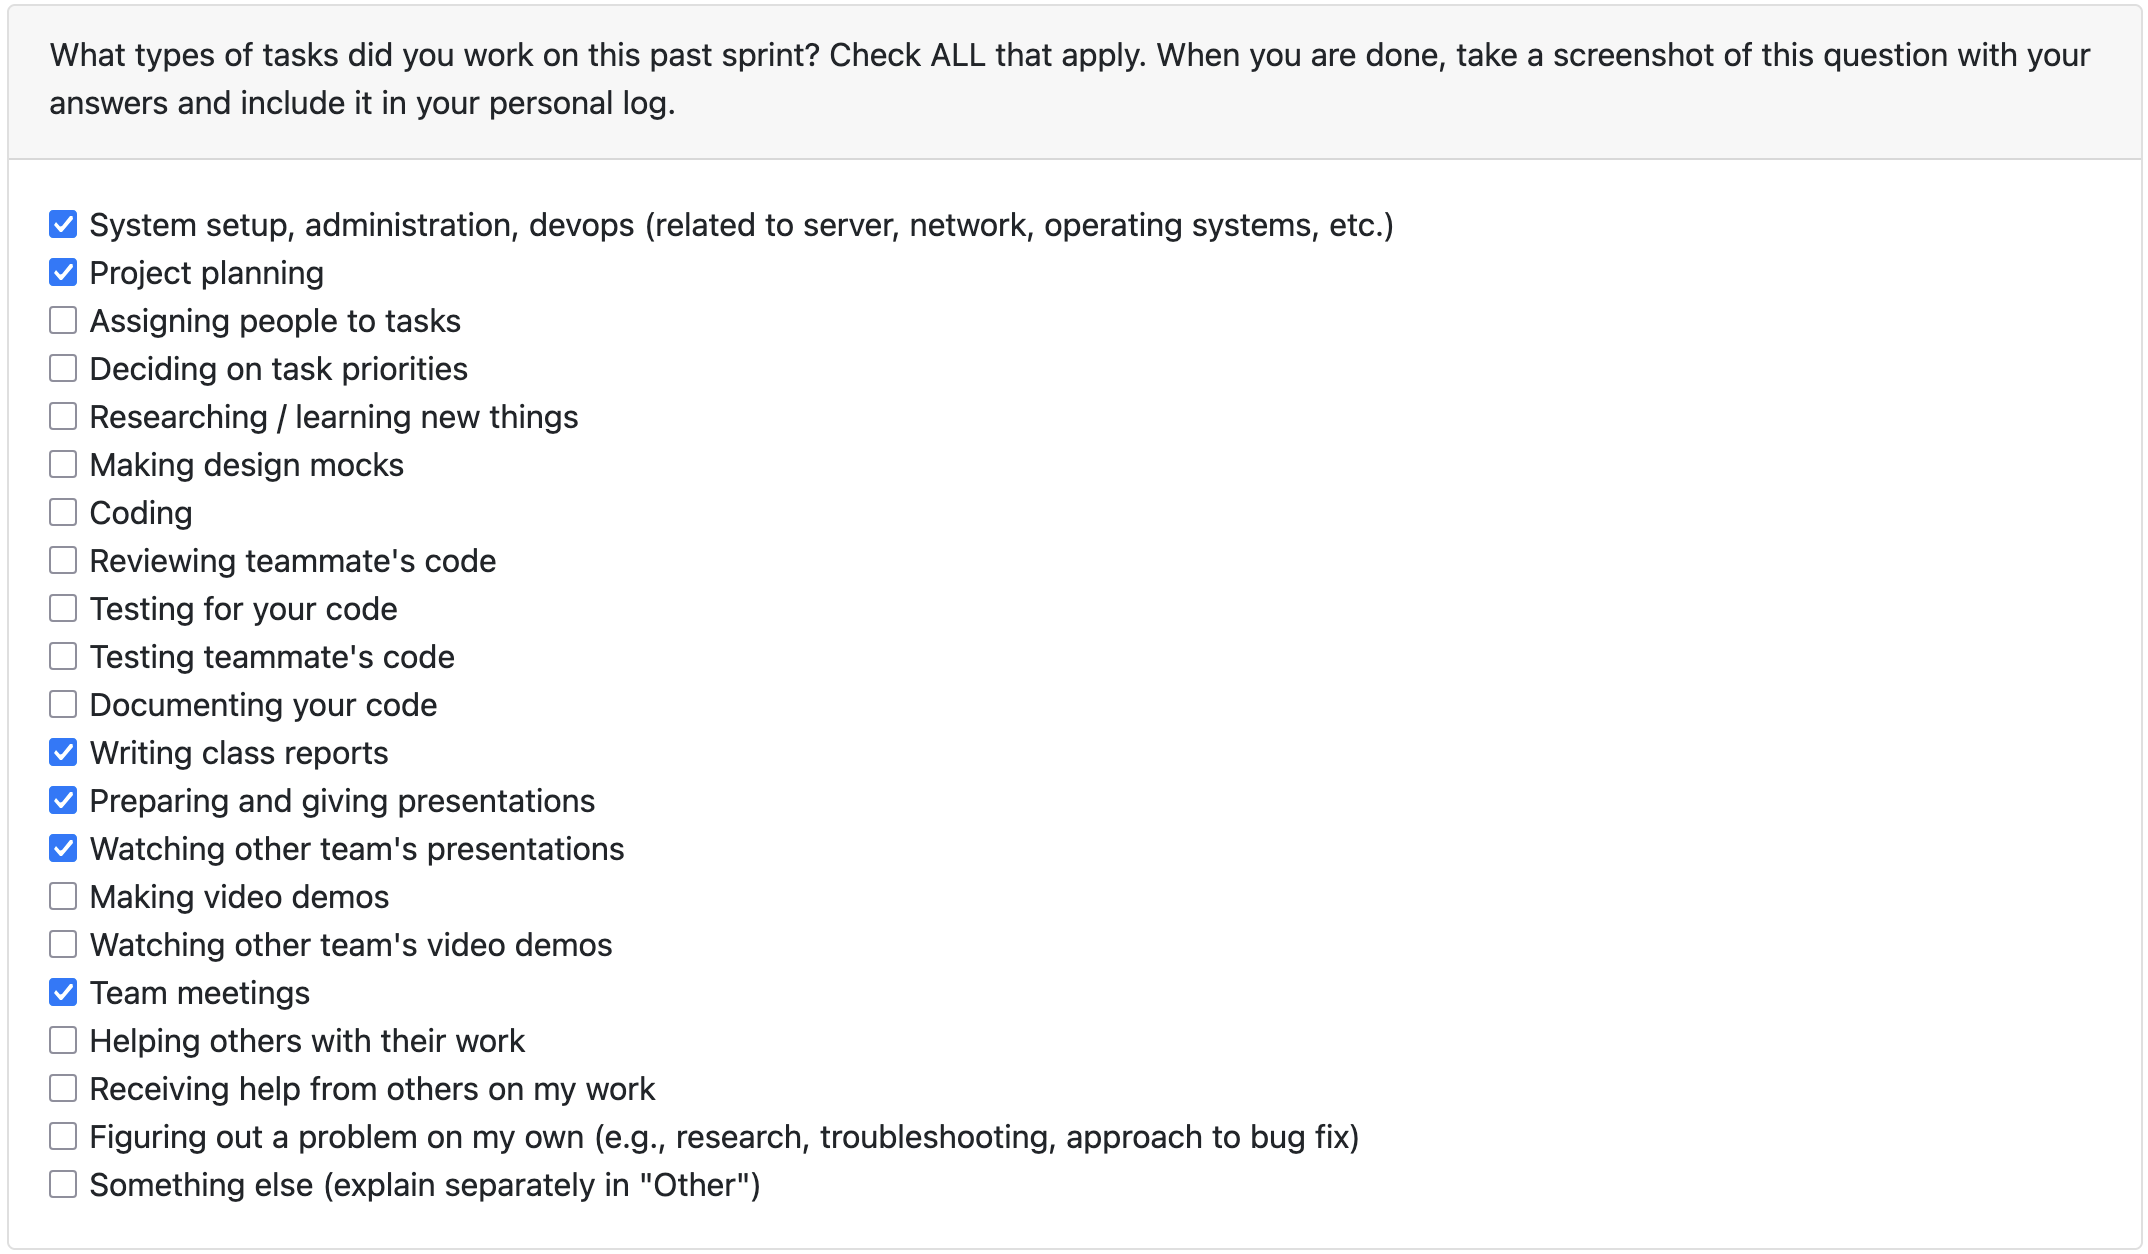 What types of tasks did you work on this past sprint? Check ALL that apply. When you are done, take a screenshot of this question with your
answers and include it in your personal log.
System setup, administration, devops (related to server, network, operating systems, etc.)
Project planning
Assigning people to tasks
Deciding on task priorities
Researching / learning new things
Making design mocks
Coding
Reviewing teammate's code
Testing for your code
Testing teammate's code
Documenting your code
Writing class reports
Preparing and giving presentations
Watching other team's presentations
Making video demos
Watching other team's video demos
Team meetings
Helping others with their work
Receiving help from others on my work
Figuring out a problem on my own (e.g., research, troubleshooting, approach to bug fix)
Something else (explain separately in "Other")